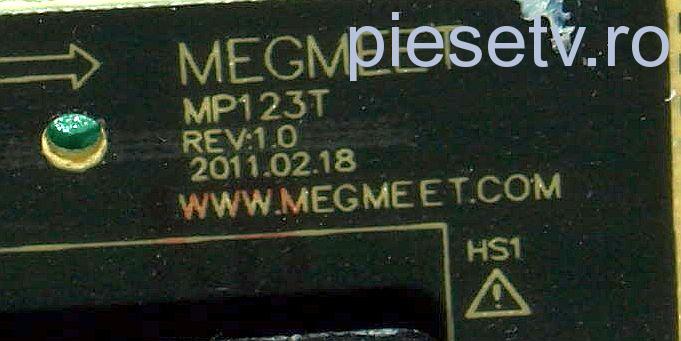 piesetv.ro
MEGMEET
MP123T
REV:1.0
2011.02.18
WWW.MEGMEET.COM
HS1